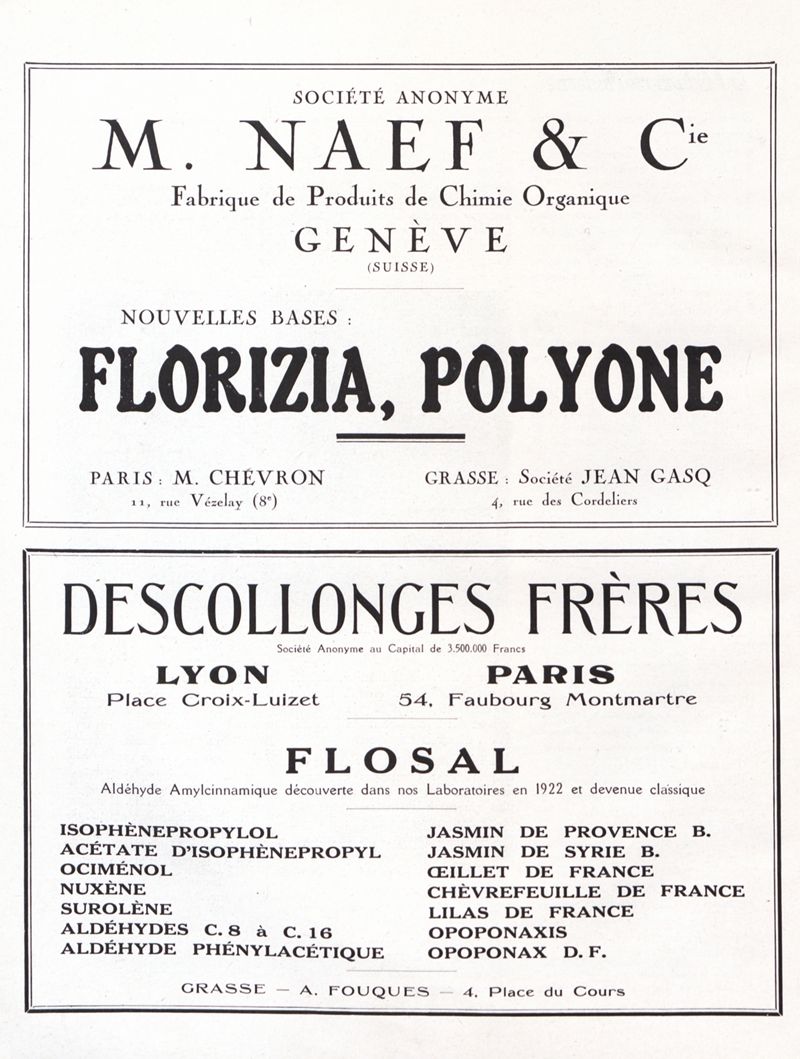 SOCIÉTÉ ANONYME
M. NAEF & Cie
Fabrique de Produits de Chimie Organique
GENÈVE
(SUISSE)
NOUVELLES BASES :
FLORIZIA, POLYONE
PARIS : M. CHEVRON
11, rue Vézelay (8e)
GRASSE : Société JEAN GASQ
4, rue des Cordeliers
DESCOLLONGES FRÈRES
Société Anonyme au Capital de 3.500.000 Francs
LYON
Place Croix-Luizet
PARIS
54, Faubourg Montmartre
FLOSAL
Aldéhyde Amylcinnamique découverte dans nos Laboratoires en 1922 et devenue classique
ISOPHÈNEPROPYLOL
ACÉTATE D'ISOPHÈNEPROPYL
OCIMÉNOL
NUXÈNE
SUROLÈNE
ALDÉHYDES C. 8 à C. 16
ALDÉHYDE PHÉNYLACÉTIQUE
JASMIN DE PROVENCE B.
JASMIN DE SYRIE B.
ŒILLET DE FRANCE
CHÈVREFEUILLE DE FRANCE
LILAS DE FRANCE
OPOPONAXIS
OPOPONAX D. F.
GRASSE — A. FOUQUES — 4, Place du Cours